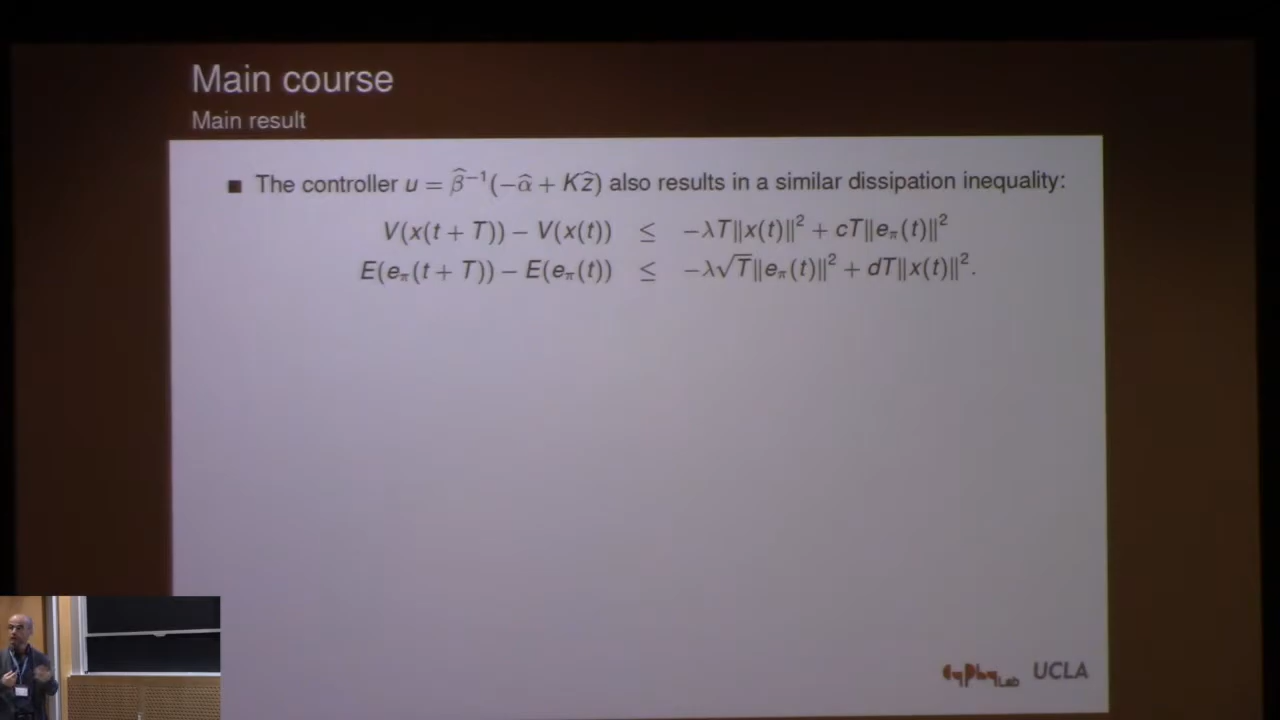 Main course
Main result
■ The controller u = β̂⁻¹(−α̂ + Kẑ) also results in a similar dissipation inequality:
V(x(t + T)) − V(x(t)) ≤ −λT‖x(t)‖² + cT‖e_π(t)‖²
E(e_π(t + T)) − E(e_π(t)) ≤ −λ√T‖e_π(t)‖² + dT‖x(t)‖².
CyPhyLab UCLA